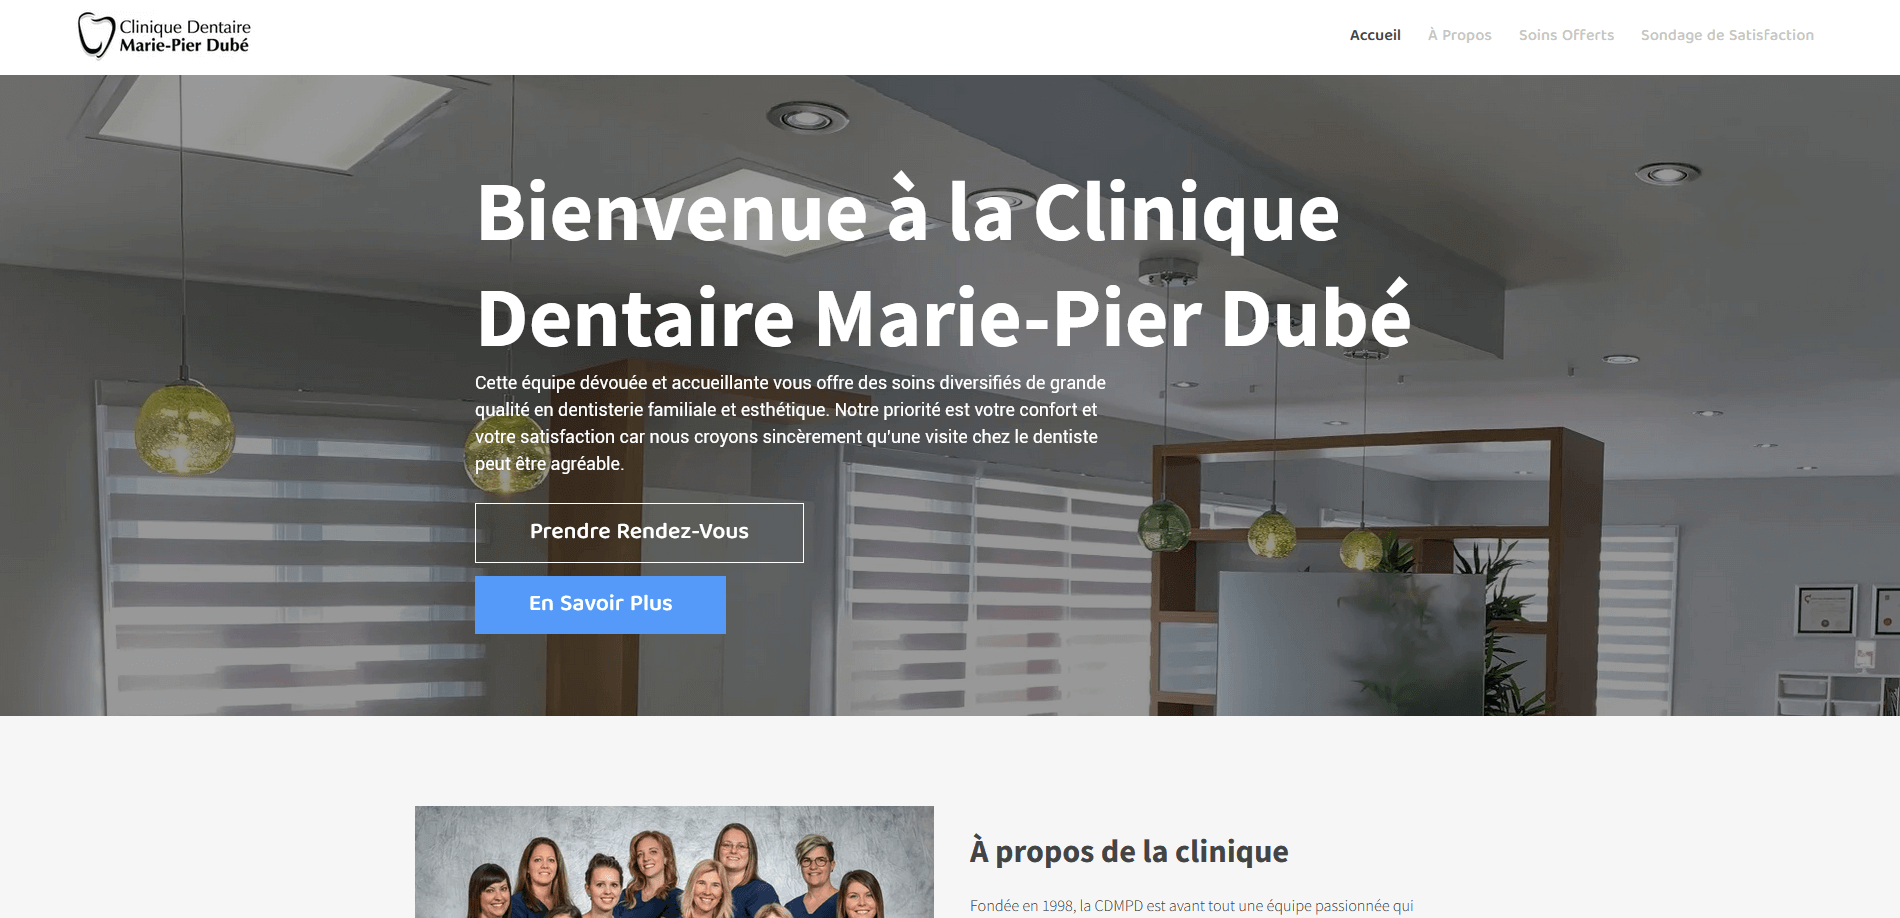 Clinique Dentaire
Marie-Pier Dubé
Accueil
À Propos
Soins Offerts
Sondage de Satisfaction
Bienvenue à la Clinique
Dentaire Marie-Pier Dubé
Cette équipe dévouée et accueillante vous offre des soins diversifiés de grande
qualité en dentisterie familiale et esthétique. Notre priorité est votre confort et
votre satisfaction car nous croyons sincèrement qu'une visite chez le dentiste
peut être agréable.
Prendre Rendez-Vous
En Savoir Plus
À propos de la clinique
Fondée en 1998, la CDMPD est avant tout une équipe passionnée qui